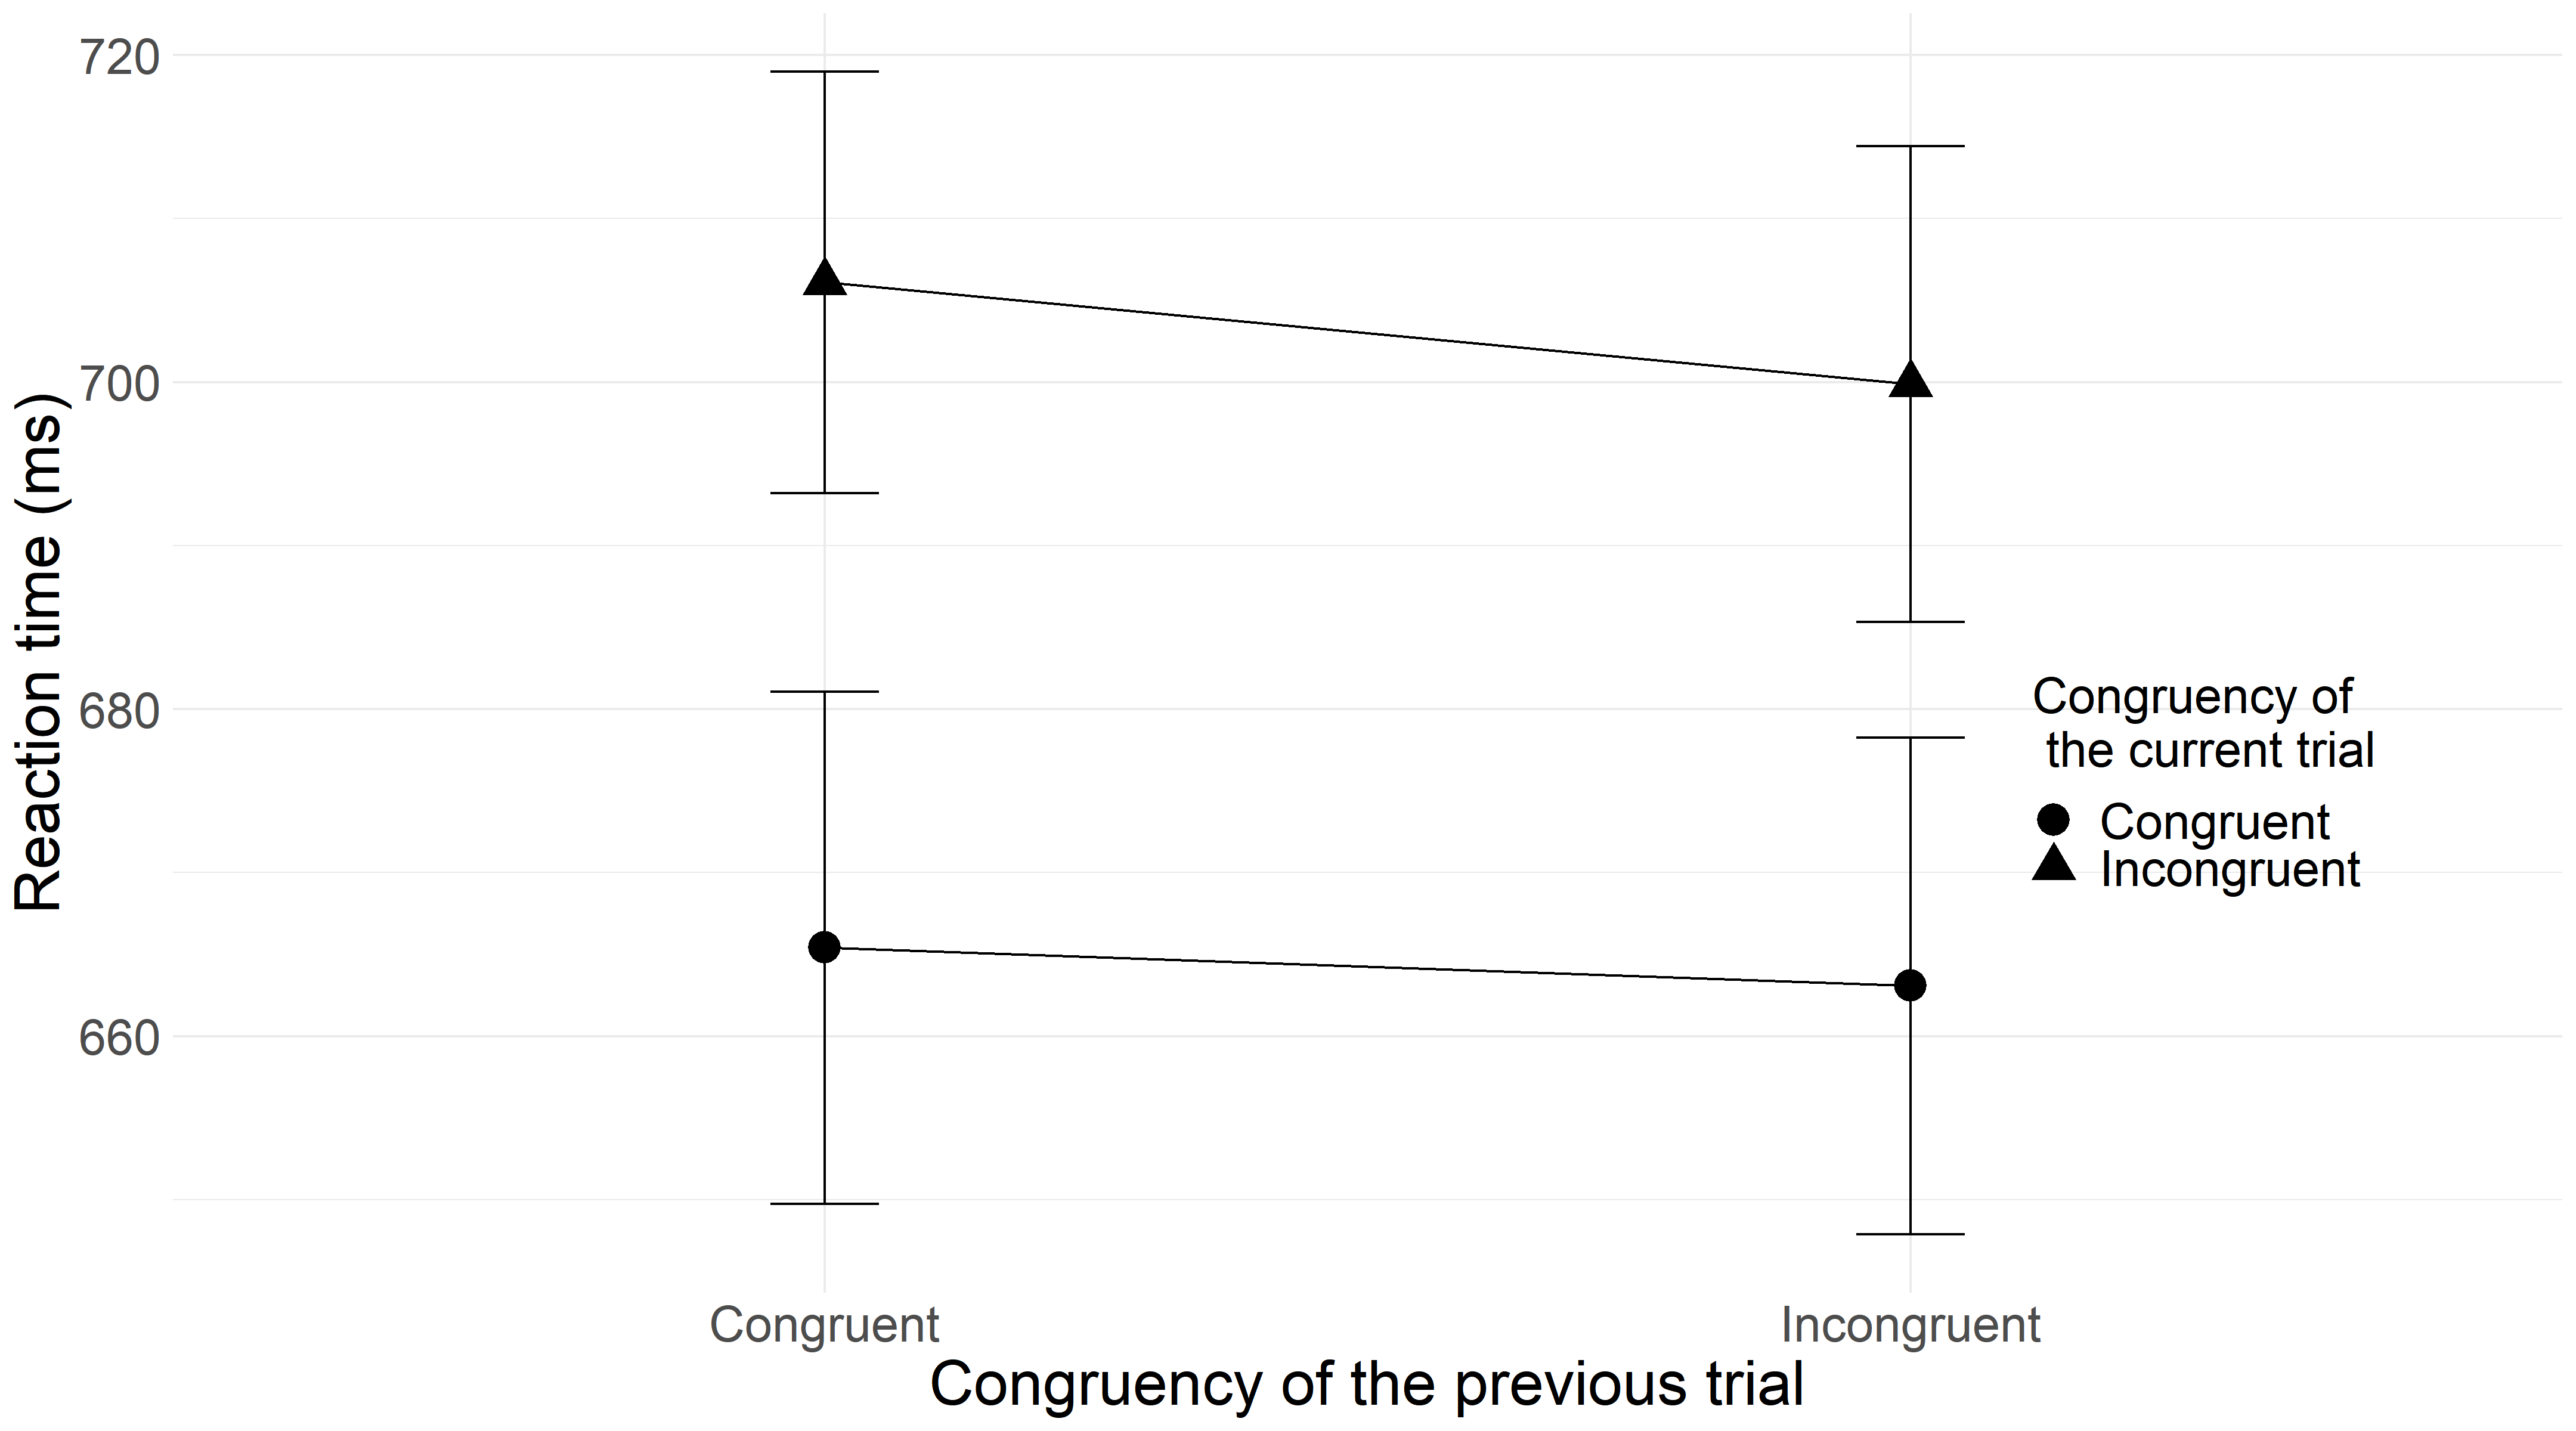 720
700
680
660
Reaction time (ms)
Congruency of
the current trial
Congruent
Incongruent
Congruent
Incongruent
Congruency of the previous trial